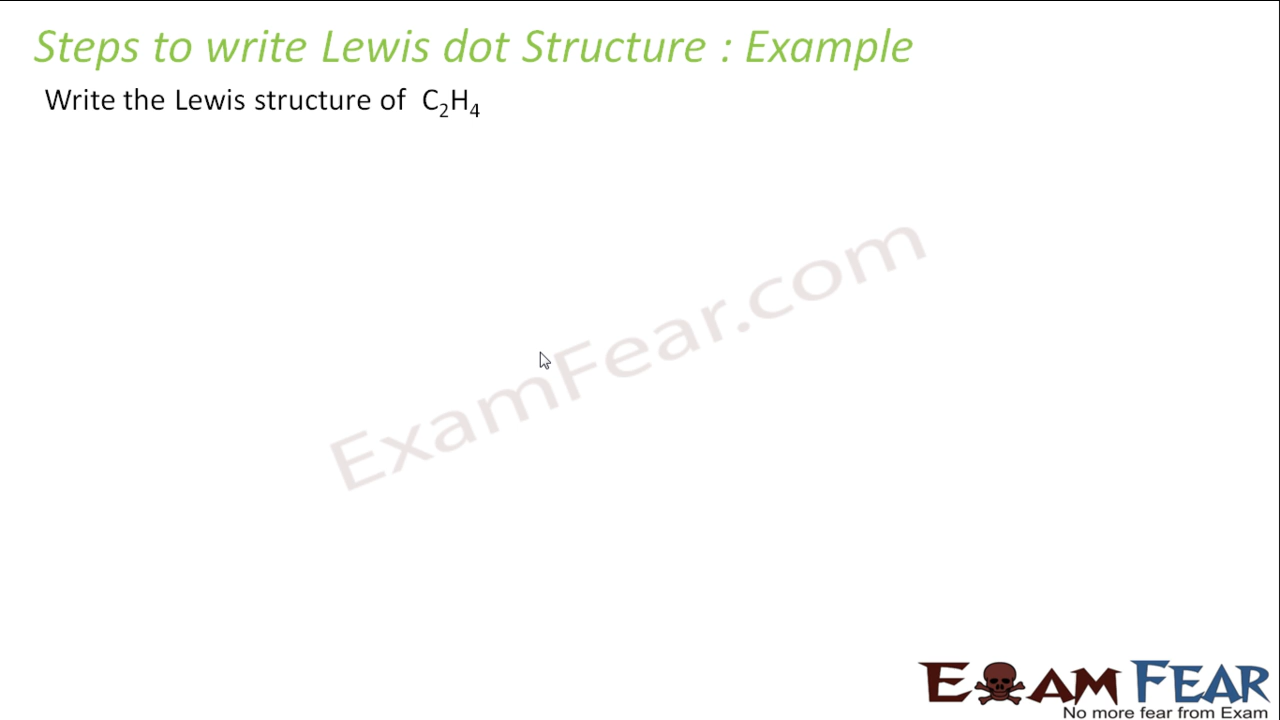 Steps to write Lewis dot Structure : Example
Write the Lewis structure of C₂H₄
ExamFear.com
EXAM FEAR
No more fear from Exam